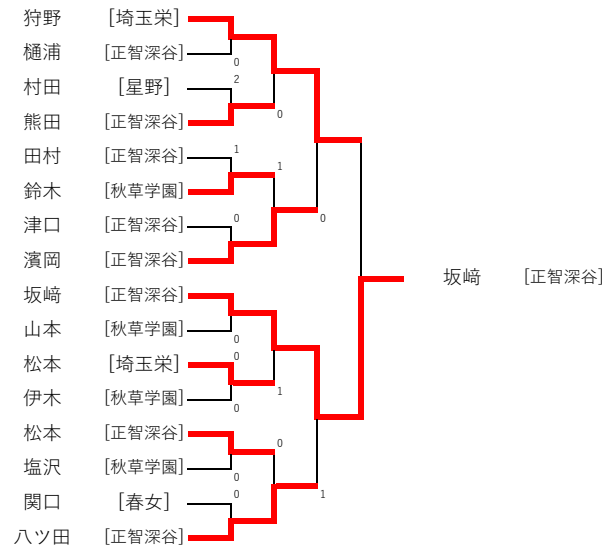 狩野 [埼玉栄]
樋浦 [正智深谷]
0
村田 [星野] 2
熊田 [正智深谷]
0
田村 [正智深谷] 1
鈴木 [秋草学園] 1
津口 [正智深谷] 0
0
濱岡 [正智深谷]
坂﨑 [正智深谷]
坂﨑 [正智深谷]
山本 [秋草学園]
0
0
松本 [埼玉栄]
伊木 [秋草学園] 1
0
松本 [正智深谷] 0
塩沢 [秋草学園]
0
関口 [春女] 0
1
八ツ田 [正智深谷]